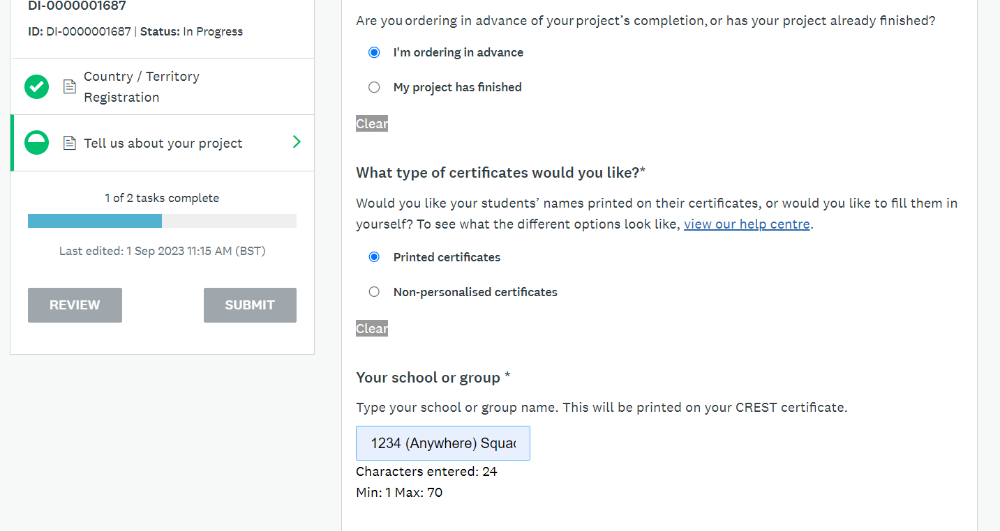 DI-0000001687
ID: DI-0000001687 | Status: In Progress
Country / Territory
Registration
Tell us about your project
1 of 2 tasks complete
Last edited: 1 Sep 2023 11:15 AM (BST)
REVIEW
SUBMIT
Are you ordering in advance of your project’s completion, or has your project already finished?
I'm ordering in advance
My project has finished
Clear
What type of certificates would you like?*
Would you like your students’ names printed on their certificates, or would you like to fill them in
yourself? To see what the different options look like, view our help centre.
Printed certificates
Non-personalised certificates
Clear
Your school or group *
Type your school or group name. This will be printed on your CREST certificate.
1234 (Anywhere) Squa
Characters entered: 24
Min: 1 Max: 70